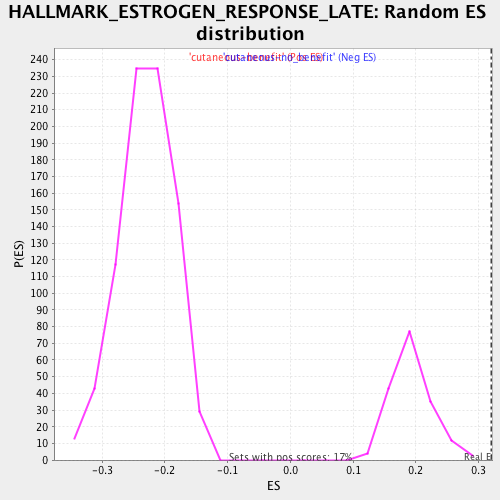 HALLMARK_ESTROGEN_RESPONSE_LATE: Random ES
distribution
(Pos ES)
benefit' (Neg ES)
240
230
220
210
200
190
180
170
160
150
140
130
120
110
100
90
80
70
60
50
40
30
20
10
0
P(ES)
Sets with pos scores: 17%
Real E
-0.3 -0.2 -0.1 0.0 0.1 0.2 0.3
ES